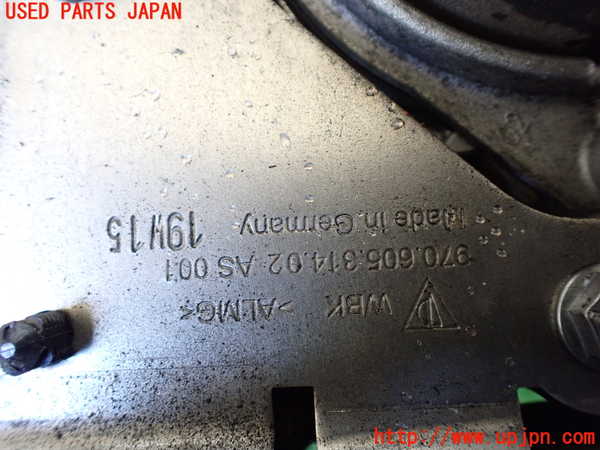 USED PARTS JAPAN
WBK >ALMG<
970.605.314.02 AS 001
Made in Germany
19W15
http://www.upjpn.com